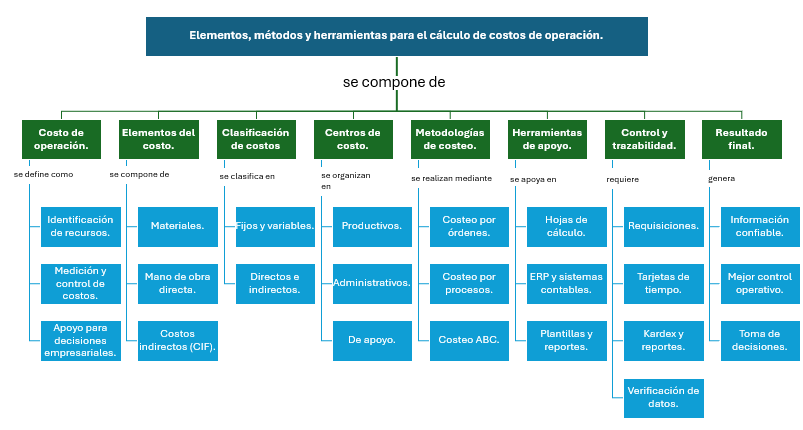 Elementos, métodos y herramientas para el cálculo de costos de operación.
se compone de
Costo de
operación.
Elementos del
costo.
Clasificación
de costos
Centros de
costo.
Metodologías
de costeo.
Herramientas
de apoyo.
Control y
trazabilidad.
Resultado
final.
se define como
se compone de
se clasifica en
se organizan
en
se realizan mediante
se apoya en
requiere
genera
Identificación
de recursos.
Materiales.
Fijos y variables.
Productivos.
Costeo por
órdenes.
Hojas de
cálculo.
Requisiciones.
Información
confiable.
Medición y
control de
costos.
Mano de obra
directa.
Directos e
indirectos.
Administrativos.
Costeo por
procesos.
ERP y sistemas
contables.
Tarjetas de
tiempo.
Mejor control
operativo.
Apoyo para
decisiones
empresariales.
Costos
indirectos (CIF).
De apoyo.
Costeo ABC.
Plantillas y
reportes.
Kardex y
reportes.
Toma de
decisiones.
Verificación de
datos.